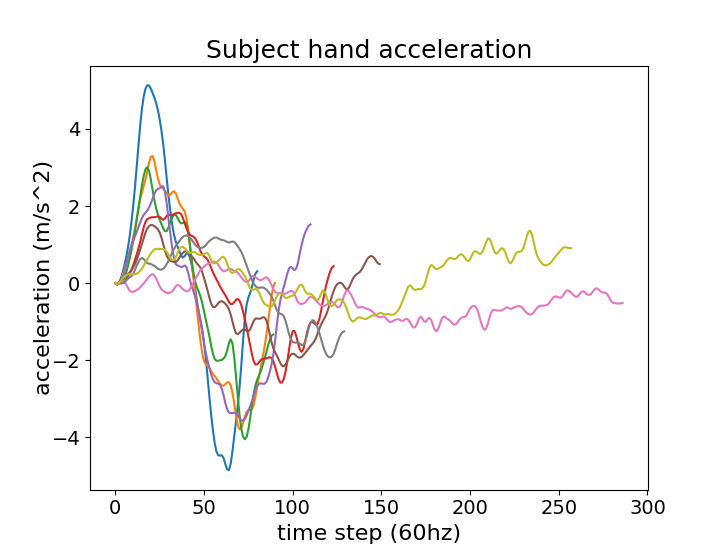 Subject hand acceleration
acceleration (m/s^2)
4
2
0
−2
−4
0 50 100 150 200 250 300
time step (60hz)